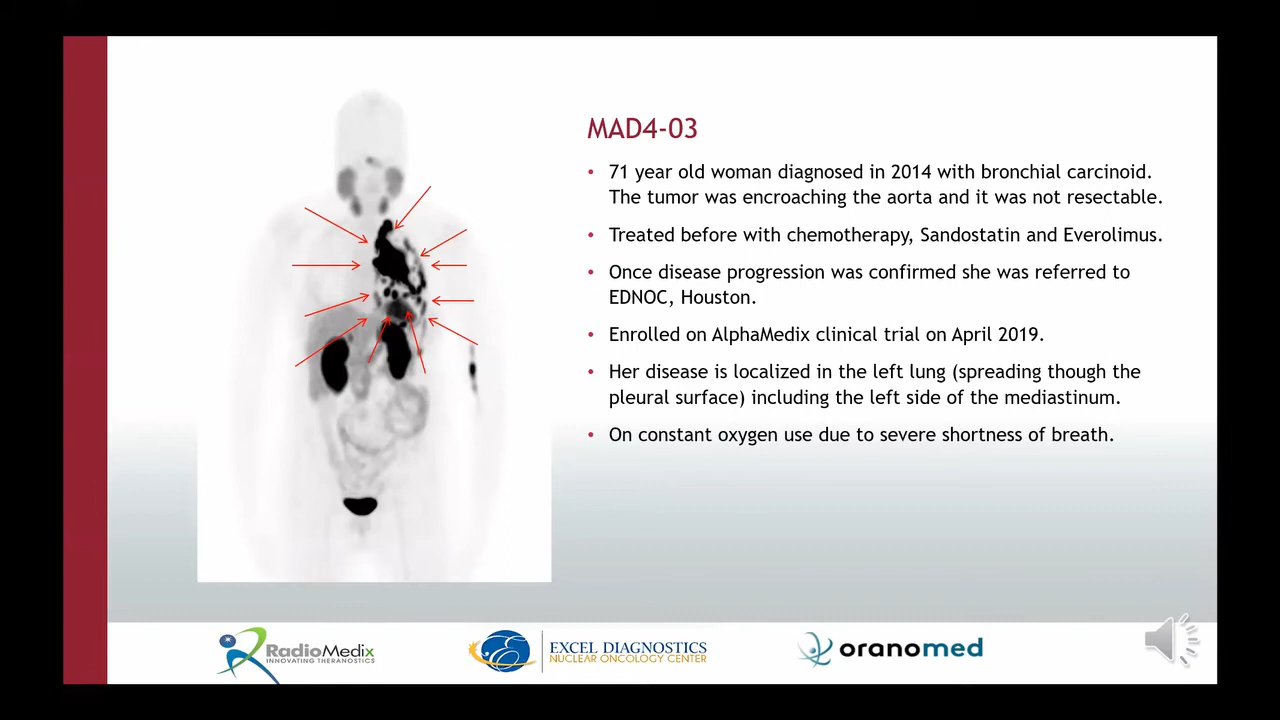 MAD4-03
• 71 year old woman diagnosed in 2014 with bronchial carcinoid.
The tumor was encroaching the aorta and it was not resectable.
• Treated before with chemotherapy, Sandostatin and Everolimus.
• Once disease progression was confirmed she was referred to
EDNOC, Houston.
• Enrolled on AlphaMedix clinical trial on April 2019.
• Her disease is localized in the left lung (spreading though the
pleural surface) including the left side of the mediastinum.
• On constant oxygen use due to severe shortness of breath.
RadioMedix
INNOVATING THERANOSTICS
EXCEL DIAGNOSTICS
NUCLEAR ONCOLOGY CENTER
oranomed